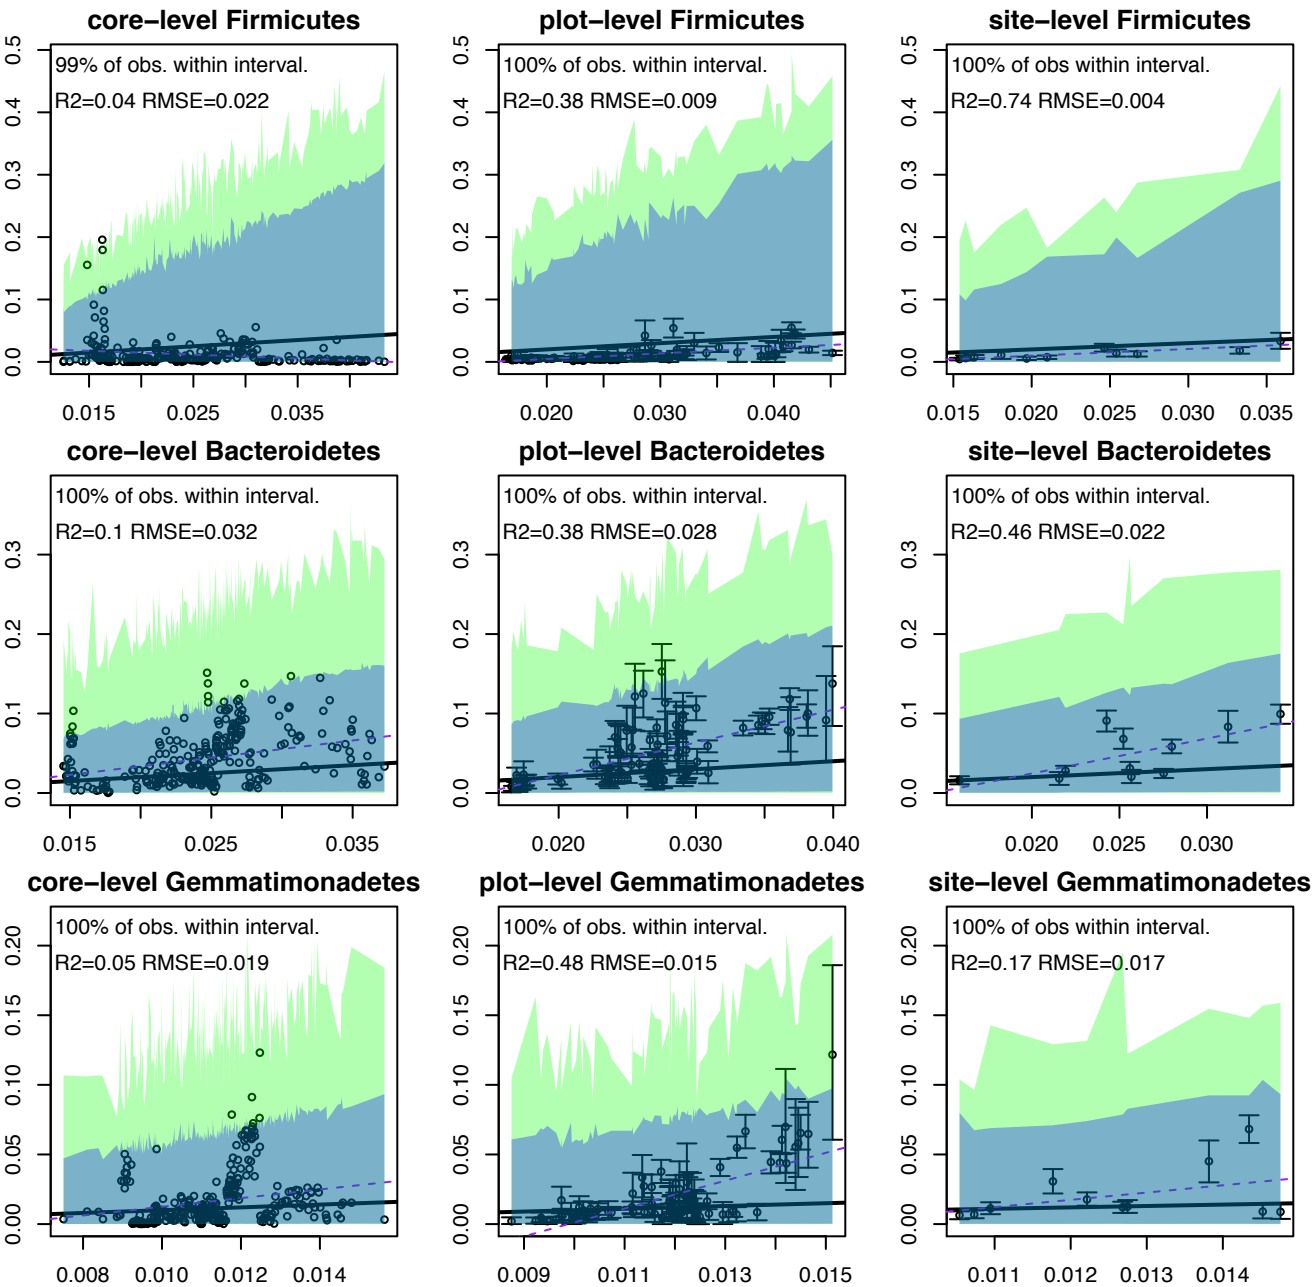 core−level Firmicutes
99% of obs. within interval.
R2=0.04 RMSE=0.022
0.0 0.1 0.2 0.3 0.4 0.5
0.015 0.025 0.035
plot−level Firmicutes
100% of obs. within interval.
R2=0.38 RMSE=0.009
0.0 0.1 0.2 0.3 0.4 0.5
0.020 0.030 0.040
site−level Firmicutes
100% of obs. within interval.
R2=0.74 RMSE=0.004
0.0 0.1 0.2 0.3 0.4 0.5
0.015 0.020 0.025 0.030 0.035
core−level Bacteroidetes
100% of obs. within interval.
R2=0.1 RMSE=0.032
0.0 0.1 0.2 0.3
0.015 0.025 0.035
plot−level Bacteroidetes
100% of obs. within interval.
R2=0.38 RMSE=0.028
0.0 0.1 0.2 0.3
0.020 0.030 0.040
site−level Bacteroidetes
100% of obs. within interval.
R2=0.46 RMSE=0.022
0.0 0.1 0.2 0.3
0.020 0.025 0.030
core−level Gemmatimonadetes
100% of obs. within interval.
R2=0.05 RMSE=0.019
0.00 0.05 0.10 0.15 0.20
0.008 0.010 0.012 0.014
plot−level Gemmatimonadetes
100% of obs. within interval.
R2=0.48 RMSE=0.015
0.00 0.05 0.10 0.15 0.20
0.009 0.011 0.013 0.015
site−level Gemmatimonadetes
100% of obs. within interval.
R2=0.17 RMSE=0.017
0.00 0.05 0.10 0.15 0.20
0.011 0.012 0.013 0.014